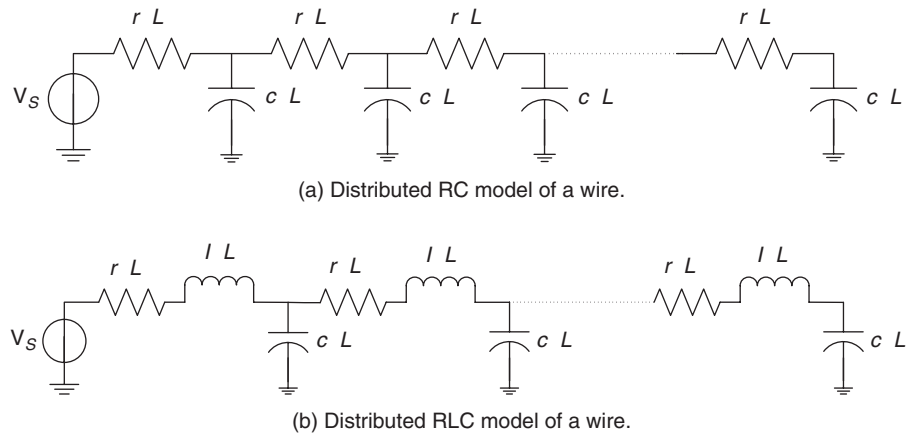 r L r L r L r L
V_S c L c L c L c L
(a) Distributed RC model of a wire.
r L l L r L l L r L l L
V_S c L c L c L
(b) Distributed RLC model of a wire.